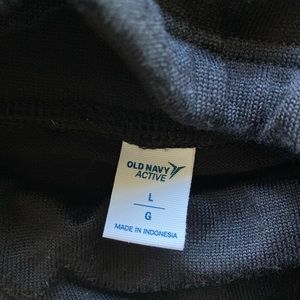 OLD NAVY
ACTIVE
L
G
MADE IN INDONESIA